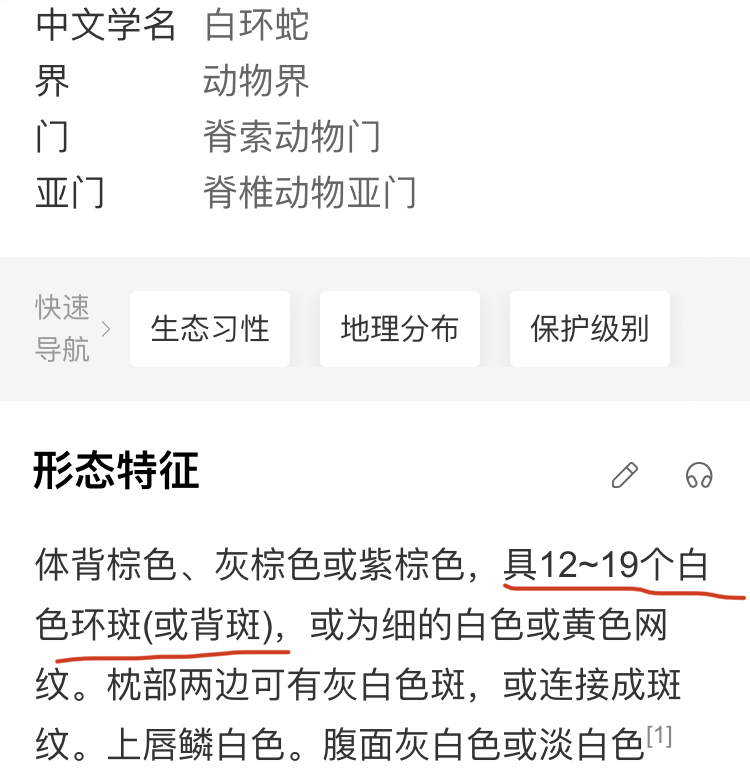 中文学名 白环蛇
界 动物界
门 脊索动物门
亚门 脊椎动物亚门
快速
导航
生态习性 地理分布 保护级别
形态特征
体背棕色、灰棕色或紫棕色，具12~19个白
色环斑(或背斑)，或为细的白色或黄色网
纹。枕部两边可有灰白色斑，或连接成斑
纹。上唇鳞白色。腹面灰白色或淡白色[1]